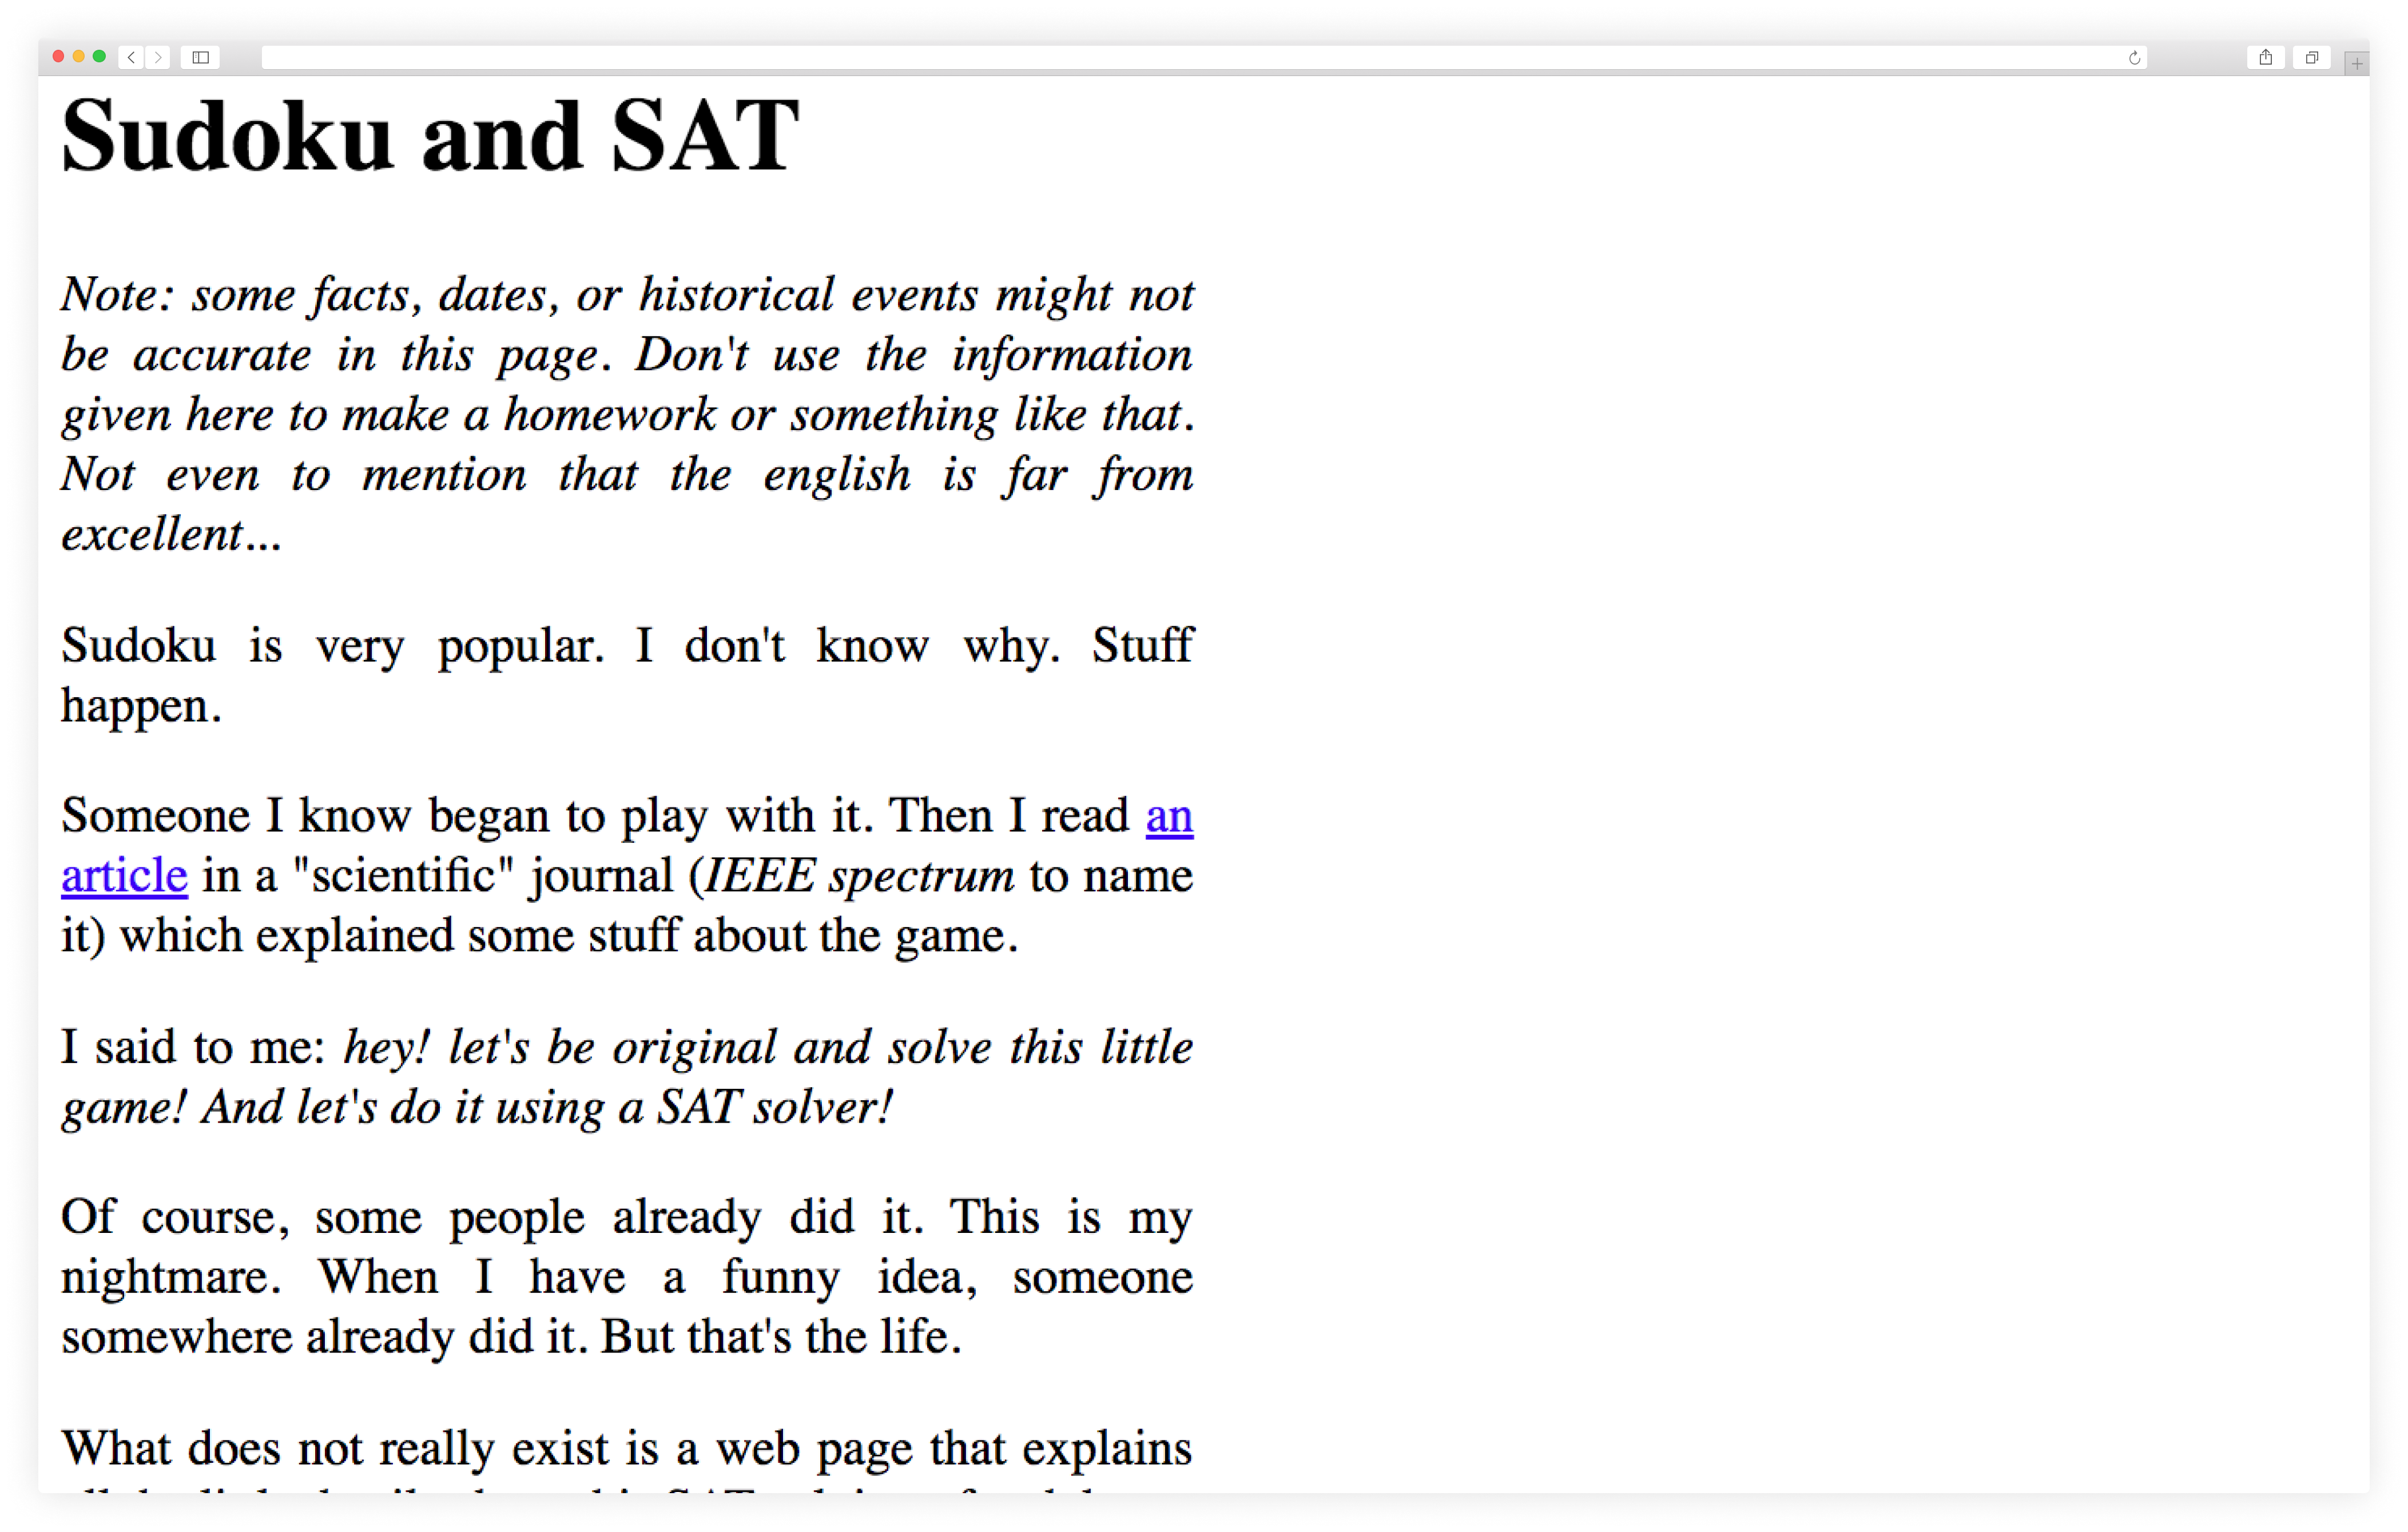 Sudoku and SAT
Note: some facts, dates, or historical events might not
be accurate in this page. Don't use the information
given here to make a homework or something like that.
Not even to mention that the english is far from
excellent...
Sudoku is very popular. I don't know why. Stuff
happen.
Someone I know began to play with it. Then I read an
article in a "scientific" journal (IEEE spectrum to name
it) which explained some stuff about the game.
I said to me: hey! let's be original and solve this little
game! And let's do it using a SAT solver!
Of course, some people already did it. This is my
nightmare. When I have a funny idea, someone
somewhere already did it. But that's the life.
What does not really exist is a web page that explains